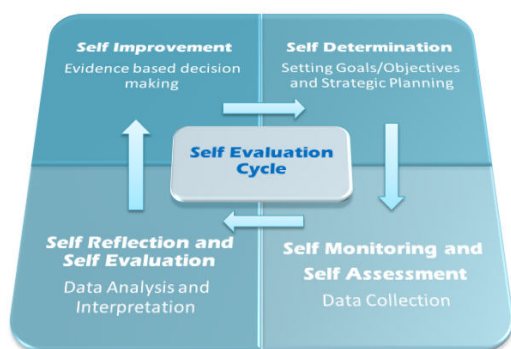 Self Improvement
Evidence based decision
making
Self Determination
Setting Goals/Objectives
and Strategic Planning
Self Evaluation
Cycle
Self Reflection and
Self Evaluation
Data Analysis and
Interpretation
Self Monitoring and
Self Assessment
Data Collection